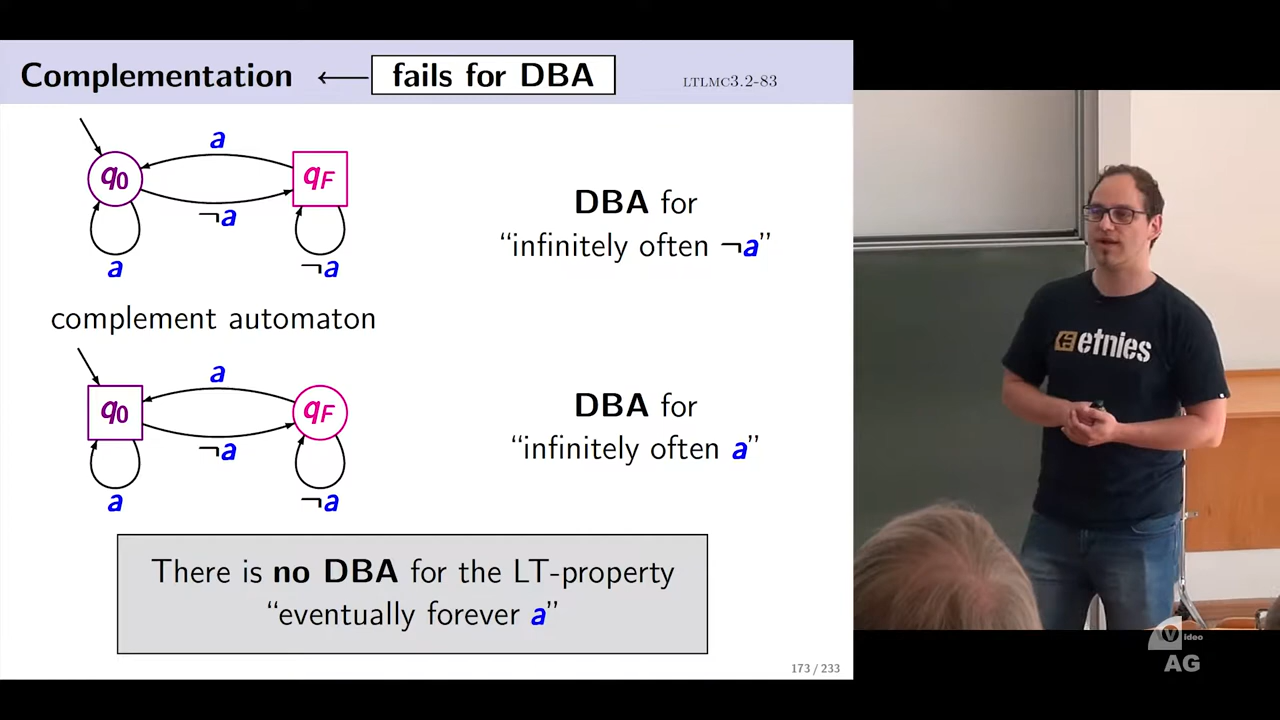 Complementation ← fails for DBA LTLMC3.2-83
a
q0 qF
¬a
a ¬a
DBA for
“infinitely often ¬a”
complement automaton
a
q0 qF
¬a
a ¬a
DBA for
“infinitely often a”
There is no DBA for the LT-property
“eventually forever a”
173 / 233
etnies
Video
AG